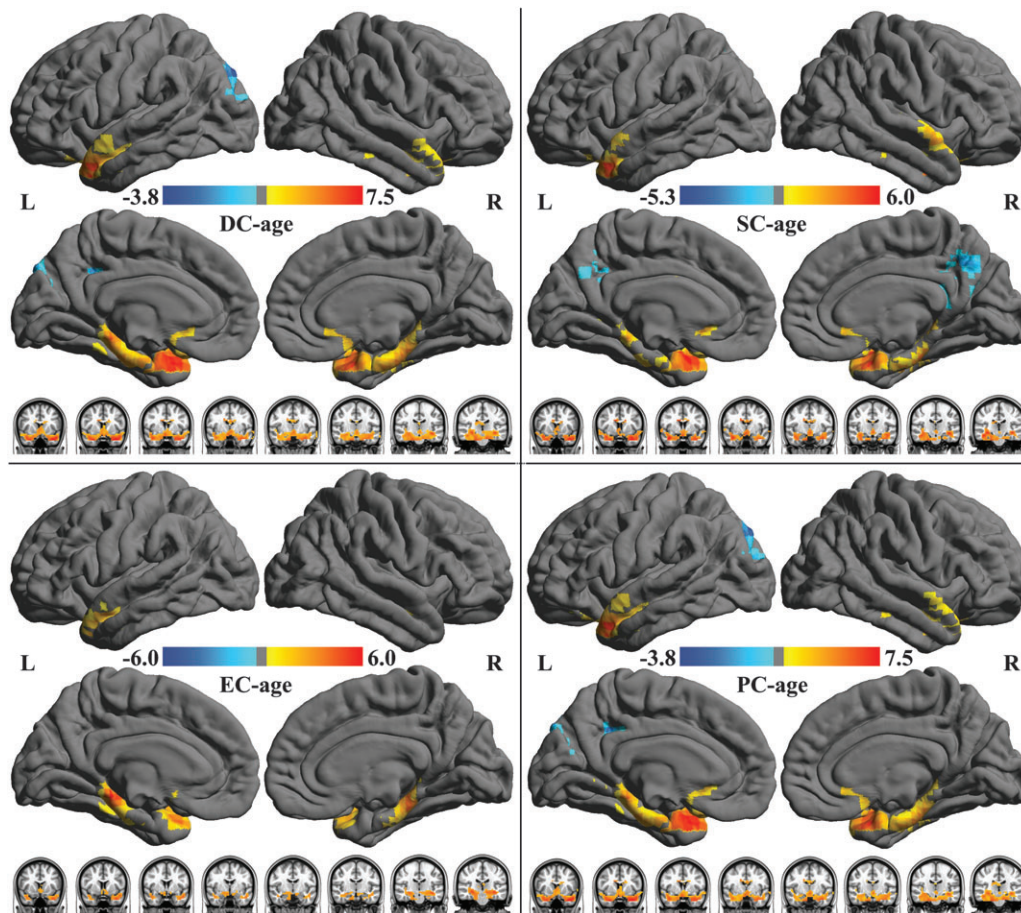 L -3.8 7.5 R
DC-age
L -5.3 6.0 R
SC-age
L -6.0 6.0 R
EC-age
L -3.8 7.5 R
PC-age